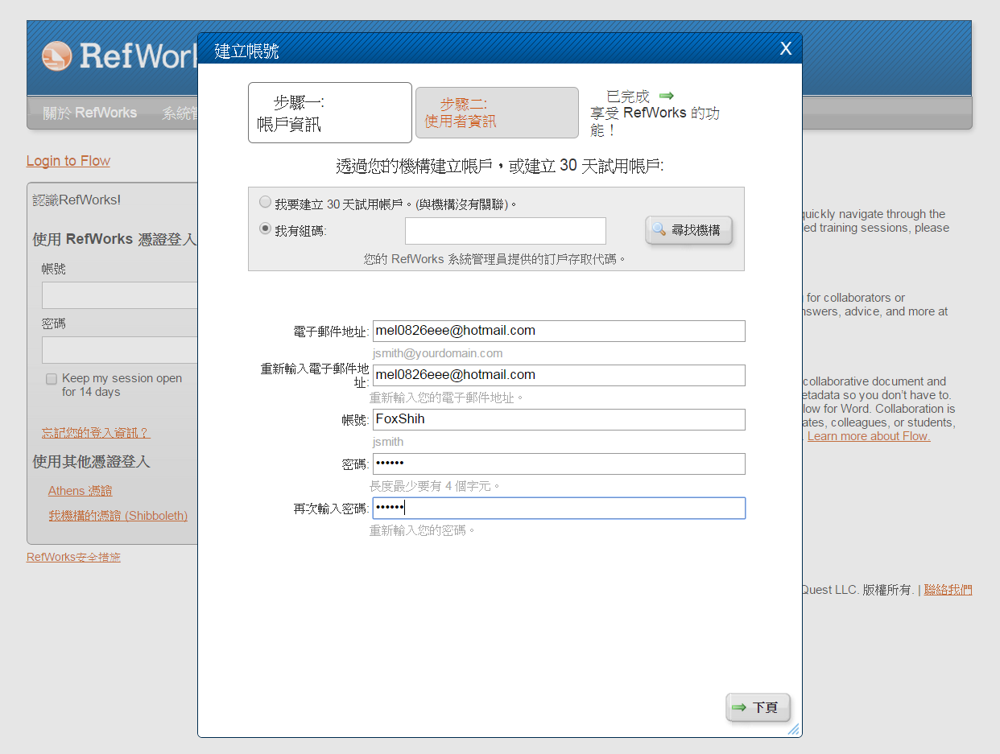 RefWork
建立帳號
X
關於 RefWorks
系統管
步驟一:
帳戶資訊
步驟二:
使用者資訊
已完成
享受 RefWorks 的功
能！
Login to Flow
透過您的機構建立帳戶，或建立 30 天試用帳戶:
認識RefWorks!
我要建立 30 天試用帳戶。(與機構沒有關聯)。
我有組碼:
尋找機構
您的 RefWorks 系統管理員提供的訂戶存取代碼。
使用 RefWorks 憑證登入
帳號
密碼
Keep my session open
for 14 days
忘記您的登入資訊？
使用其他憑證登入
Athens 憑證
我機構的憑證 (Shibboleth)
RefWorks安全措施
電子郵件地址:
mel0826eee@hotmail.com
jsmith@yourdomain.com
重新輸入電子郵件地
址:
mel0826eee@hotmail.com
重新輸入您的電子郵件地址。
帳號:
FoxShih
jsmith
密碼:
••••••
長度最少要有 4 個字元。
再次輸入密碼:
••••••
重新輸入您的密碼。
下頁
quickly navigate through the
ed training sessions, please
for collaborators or
nswers, advice, and more at
collaborative document and
etadata so you don't have to.
low for Word. Collaboration is
ates, colleagues, or students,
. Learn more about Flow.
Quest LLC. 版權所有. | 聯絡我們